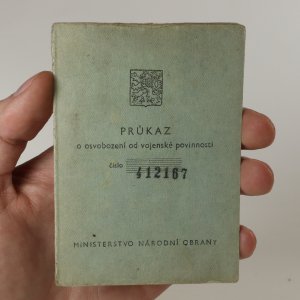 PRŮKAZ
o osvobození od vojenské povinnosti
číslo 412167
MINISTERSTVO NÁRODNÍ OBRANY